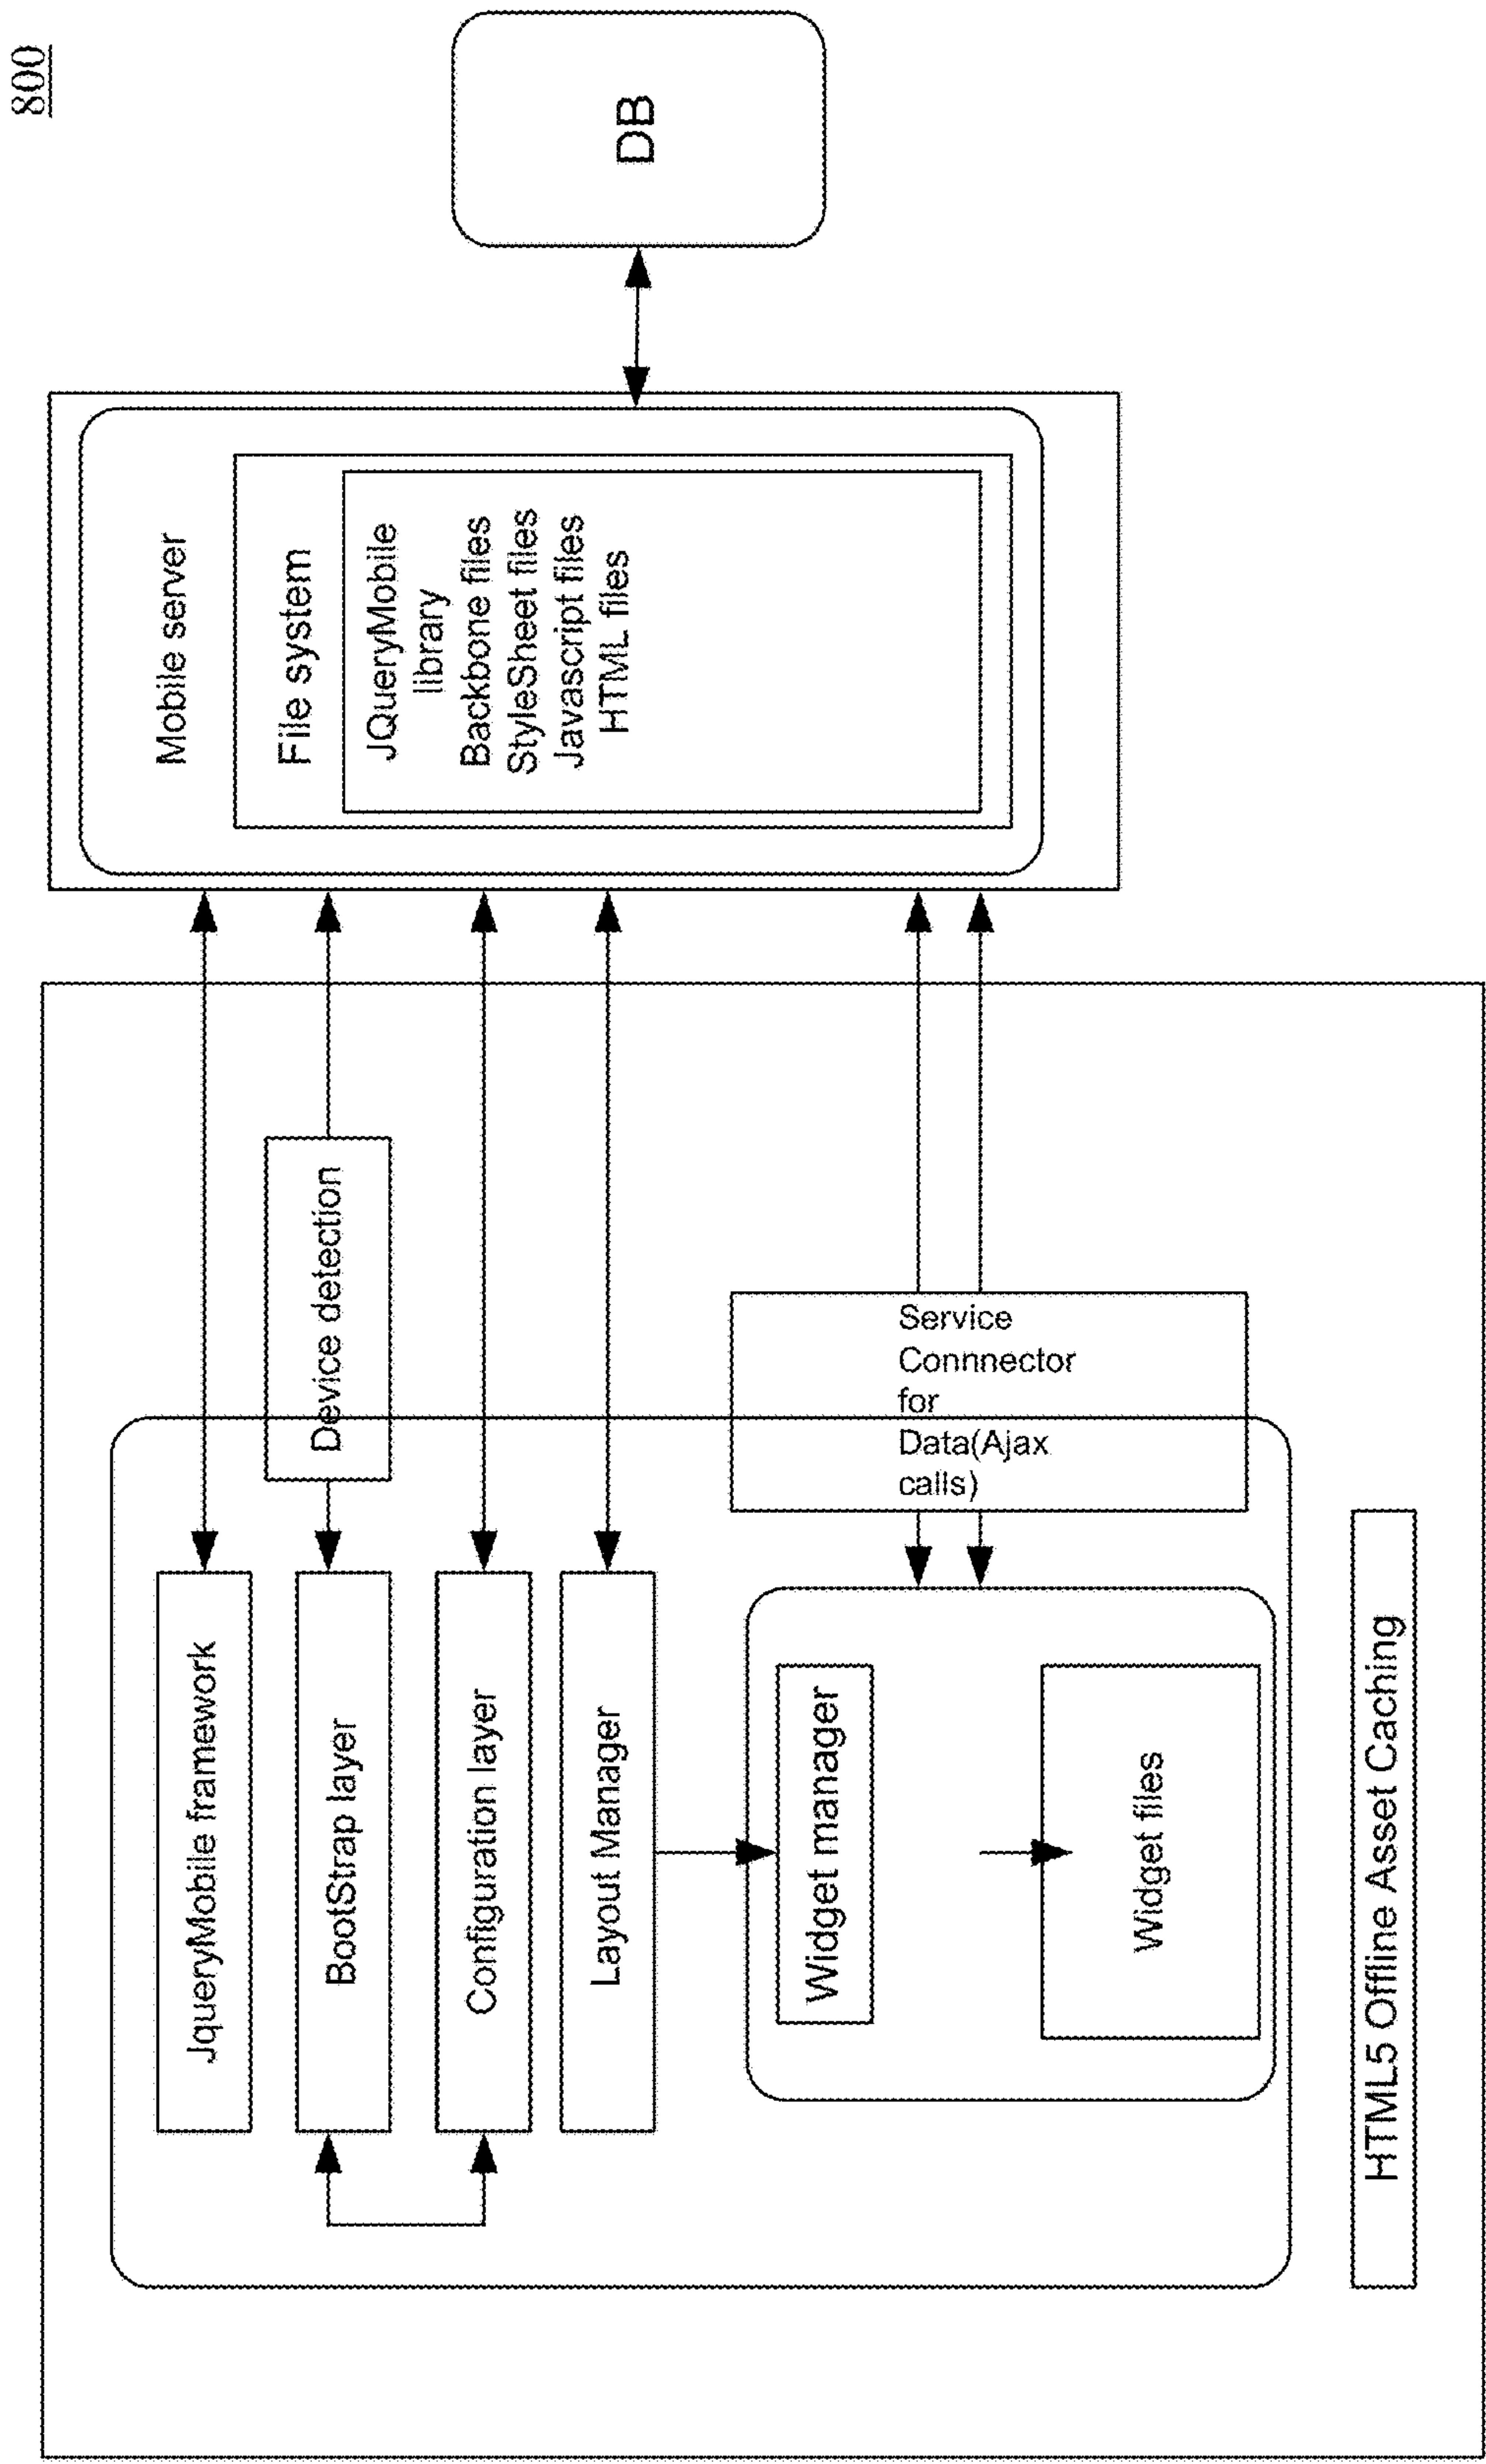 800
JqueryMobile framework
BootStrap layer
Configuration layer
Layout Manager
Widget manager
Widget files
HTML5 Offline Asset Caching
Device detection
Service
Connnector
for
Data(Ajax
calls)
Mobile server
File system
JQueryMobile
library
Backbone files
StyleSheet files
Javascript files
HTML files
DB